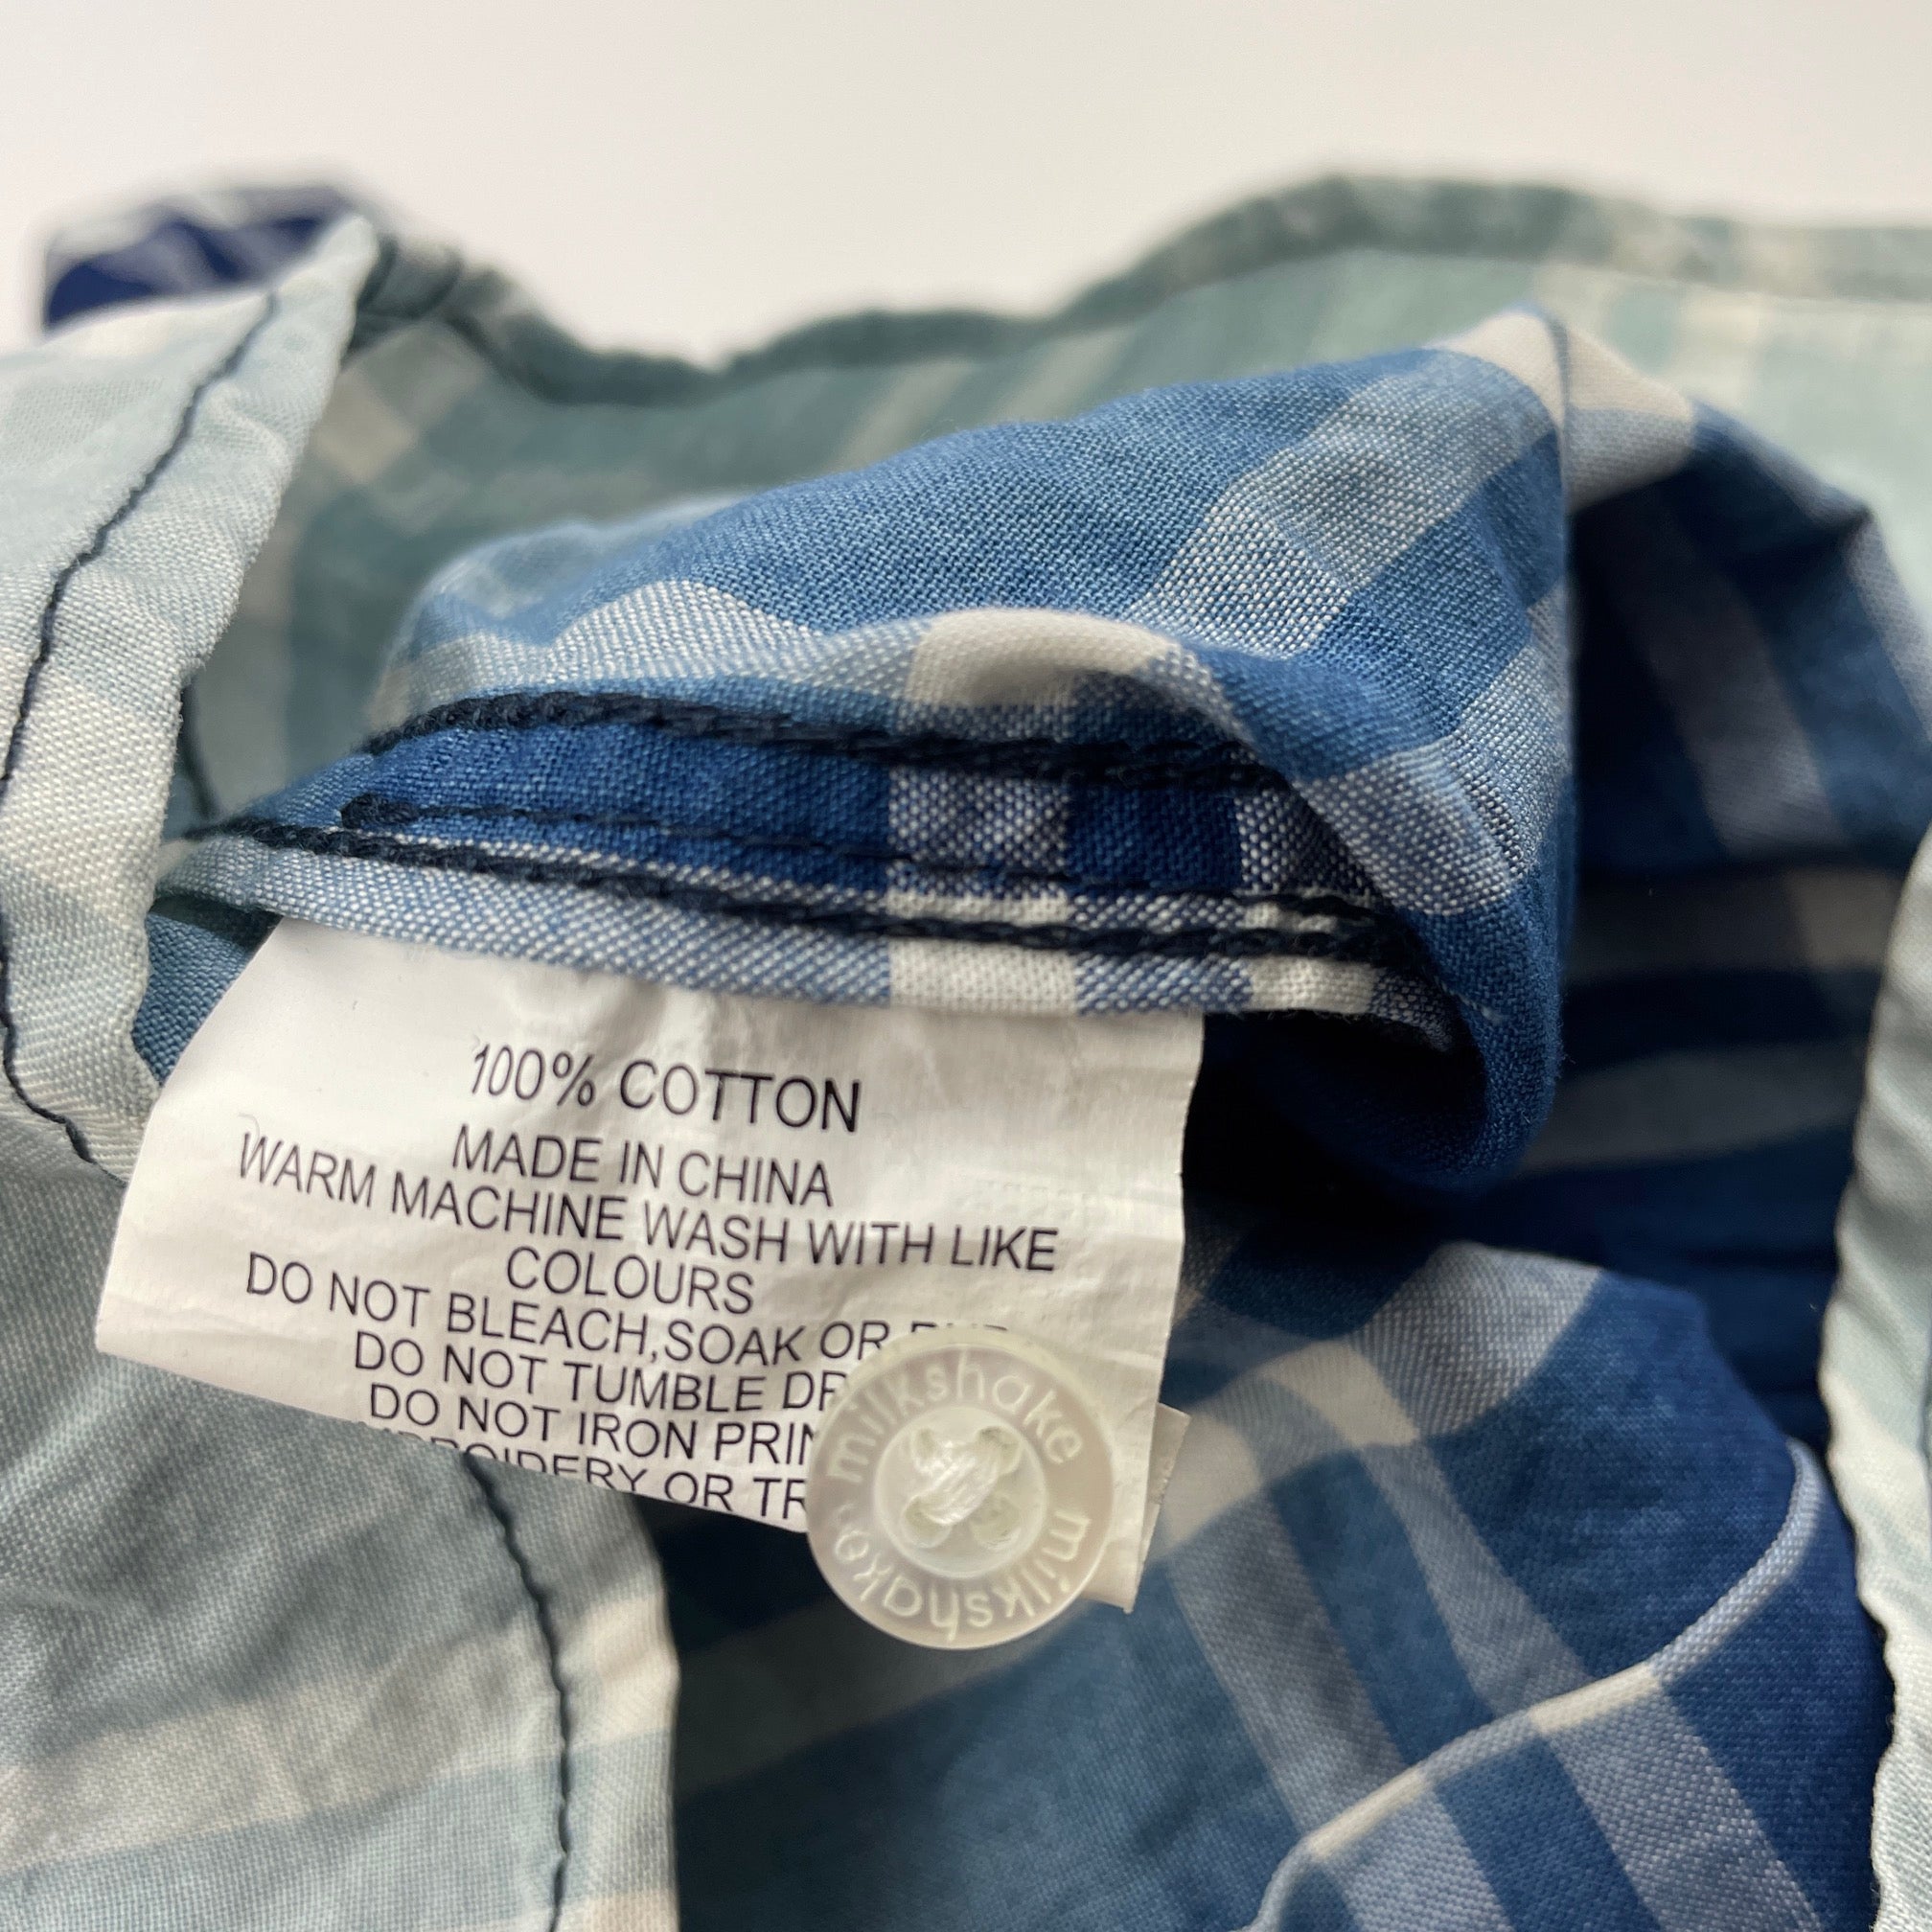 100% COTTON
MADE IN CHINA
WARM MACHINE WASH WITH LIKE
COLOURS
DO NOT BLEACH,SOAK OR
DO NOT TUMBLE
DO NOT IRON
OR
milkshake
milkshake